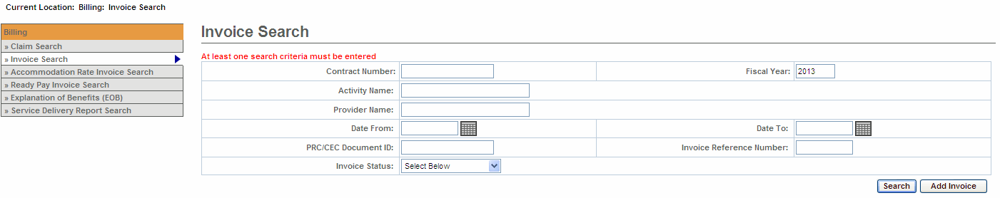 Current Location: Billing: Invoice Search
Billing
» Claim Search
» Invoice Search
» Accommodation Rate Invoice Search
» Ready Pay Invoice Search
» Explanation of Benefits (EOB)
» Service Delivery Report Search
Invoice Search
At least one search criteria must be entered
Contract Number: Fiscal Year: 2013
Activity Name:
Provider Name:
Date From: Date To:
PRC/CEC Document ID: Invoice Reference Number:
Invoice Status: Select Below
Search Add Invoice